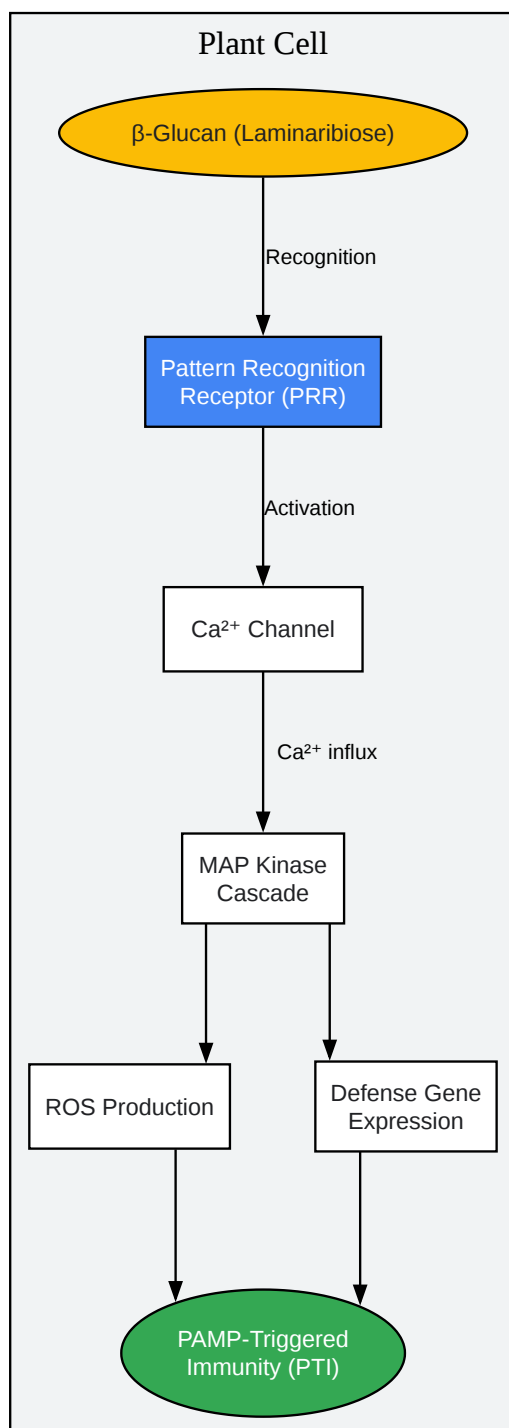 Plant Cell
β-Glucan (Laminaribiose)
Recognition
Pattern Recognition
Receptor (PRR)
Activation
Ca²⁺ Channel
Ca²⁺ influx
MAP Kinase
Cascade
ROS Production
Defense Gene
Expression
PAMP-Triggered
Immunity (PTI)